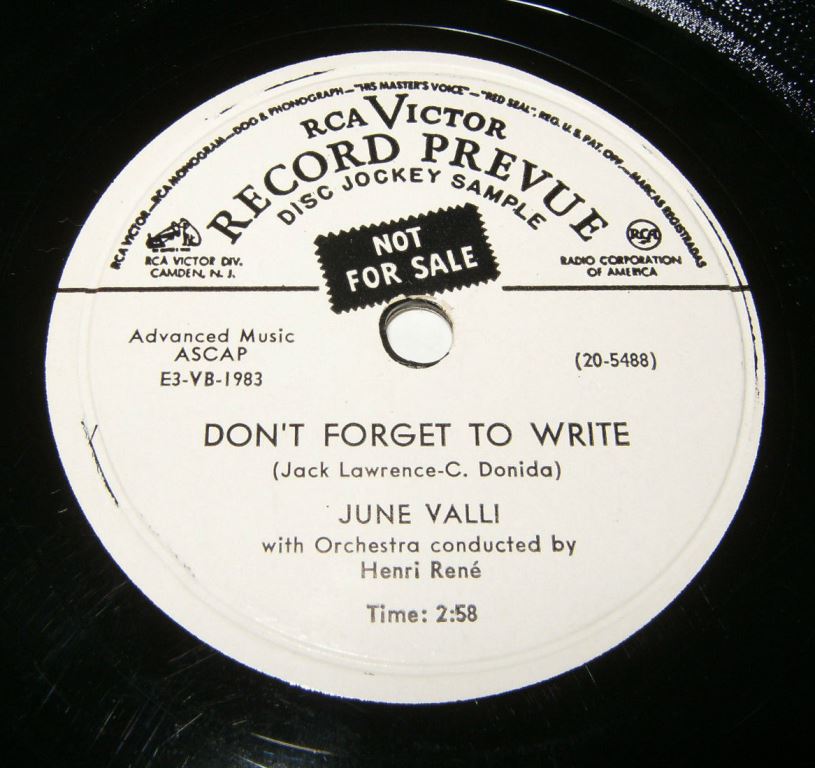 RCA VICTOR—RCA MONOGRAM—DOG & PHONOGRAPH—"HIS MASTER'S VOICE"—"RED SEAL", REG. U. S. PAT. OFF.—MARCAS REGISTRADAS
RCA VICTOR
RECORD PREVUE
DISC JOCKEY SAMPLE
RCA VICTOR DIV.
CAMDEN, N. J.
NOT
FOR SALE
RCA
RADIO CORPORATION
OF AMERICA
Advanced Music
ASCAP
E3-VB-1983
(20-5488)
DON'T FORGET TO WRITE
(Jack Lawrence-C. Donida)
JUNE VALLI
with Orchestra conducted by
Henri René
Time: 2:58